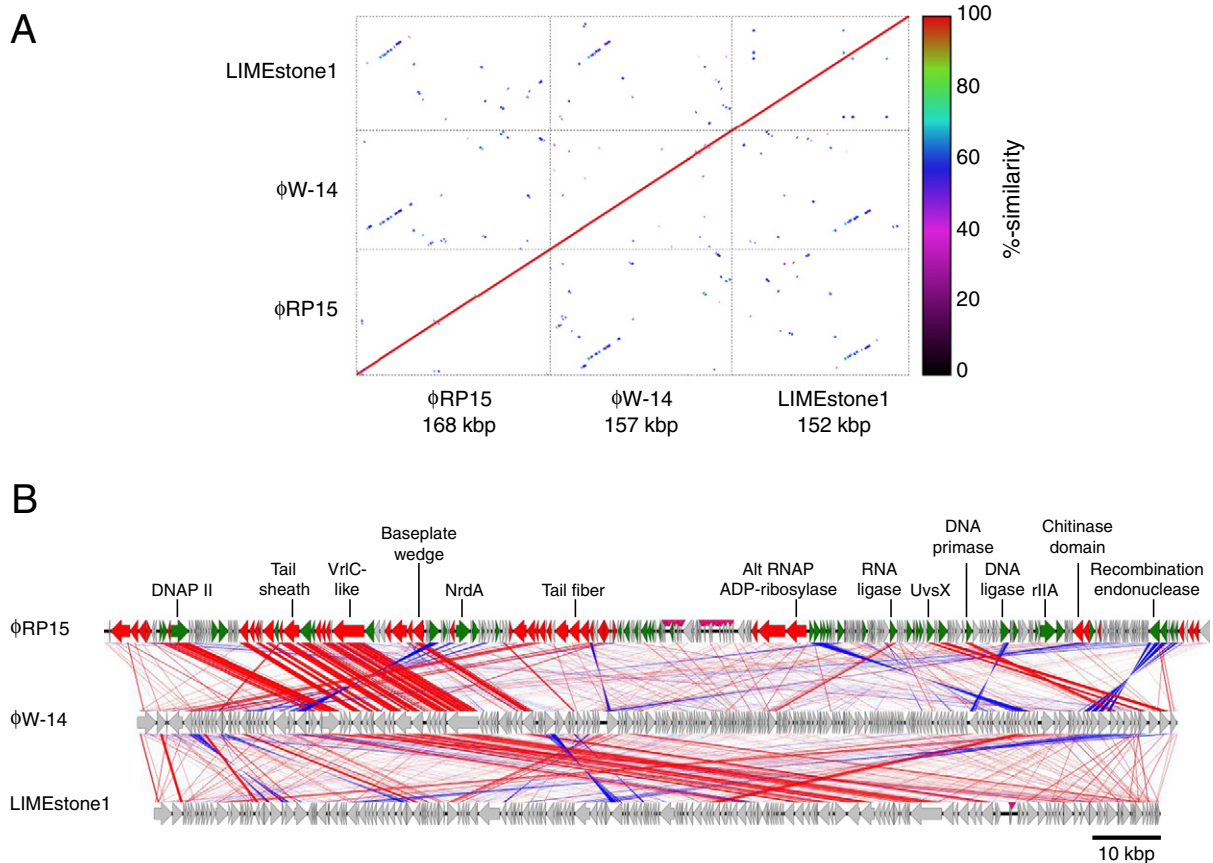 A
LIMEstone1
ϕW-14
ϕRP15
100
80
60
40
20
0
%-similarity
ϕRP15
168 kbp
ϕW-14
157 kbp
LIMEstone1
152 kbp
B
DNAP II
Tail
sheath
VrlC-
like
Baseplate
wedge
NrdA
Tail fiber
Alt RNAP
ADP-ribosylase
RNA
ligase
UvsX
DNA
primase
DNA
ligase
rIIA
Chitinase
domain
Recombination
endonuclease
ϕRP15
ϕW-14
LIMEstone1
10 kbp